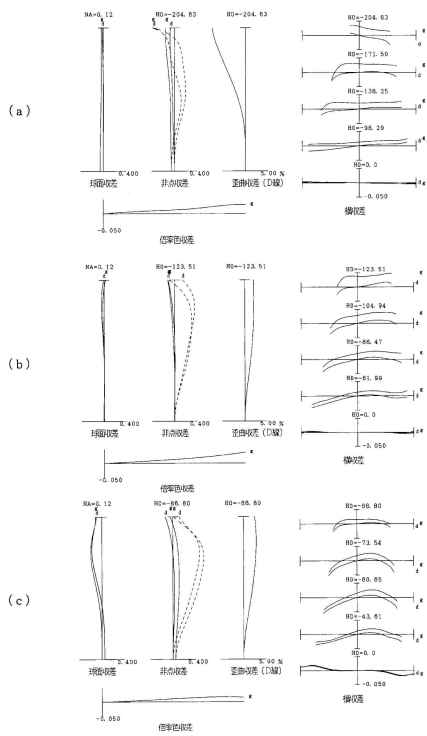 (a)
NA=0.12
g
d
0.400
球面収差
H0=-204.83
g
d
0.400
非点収差
H0=-204.83
5.00 %
歪曲収差(D線)
-0.050
倍率色収差
g
H0=-204.83
g
d
H0=-171.50
g
d
H0=-138.25
g
d
H0=-96.29
g
d
H0=0.0
d g
-0.050
横収差
(b)
NA=0.12
g
d
0.400
球面収差
H0=-123.51
g
d d
0.400
非点収差
H0=-123.51
5.00 %
歪曲収差(D線)
-0.050
倍率色収差
g
H0=-123.51
g
d
H0=-104.94
g
d
H0=-86.47
g
d
H0=-61.99
g
d
H0=0.0
d g
-0.050
横収差
(c)
NA=0.12
g
d
0.400
球面収差
H0=-86.80
g g
d d
0.400
非点収差
H0=-86.80
5.00 %
歪曲収差(D線)
-0.050
倍率色収差
g
H0=-86.80
g
d
H0=-73.54
g
d
H0=-60.65
g
d
H0=-43.61
g
d
H0=0.0
d g
-0.050
横収差